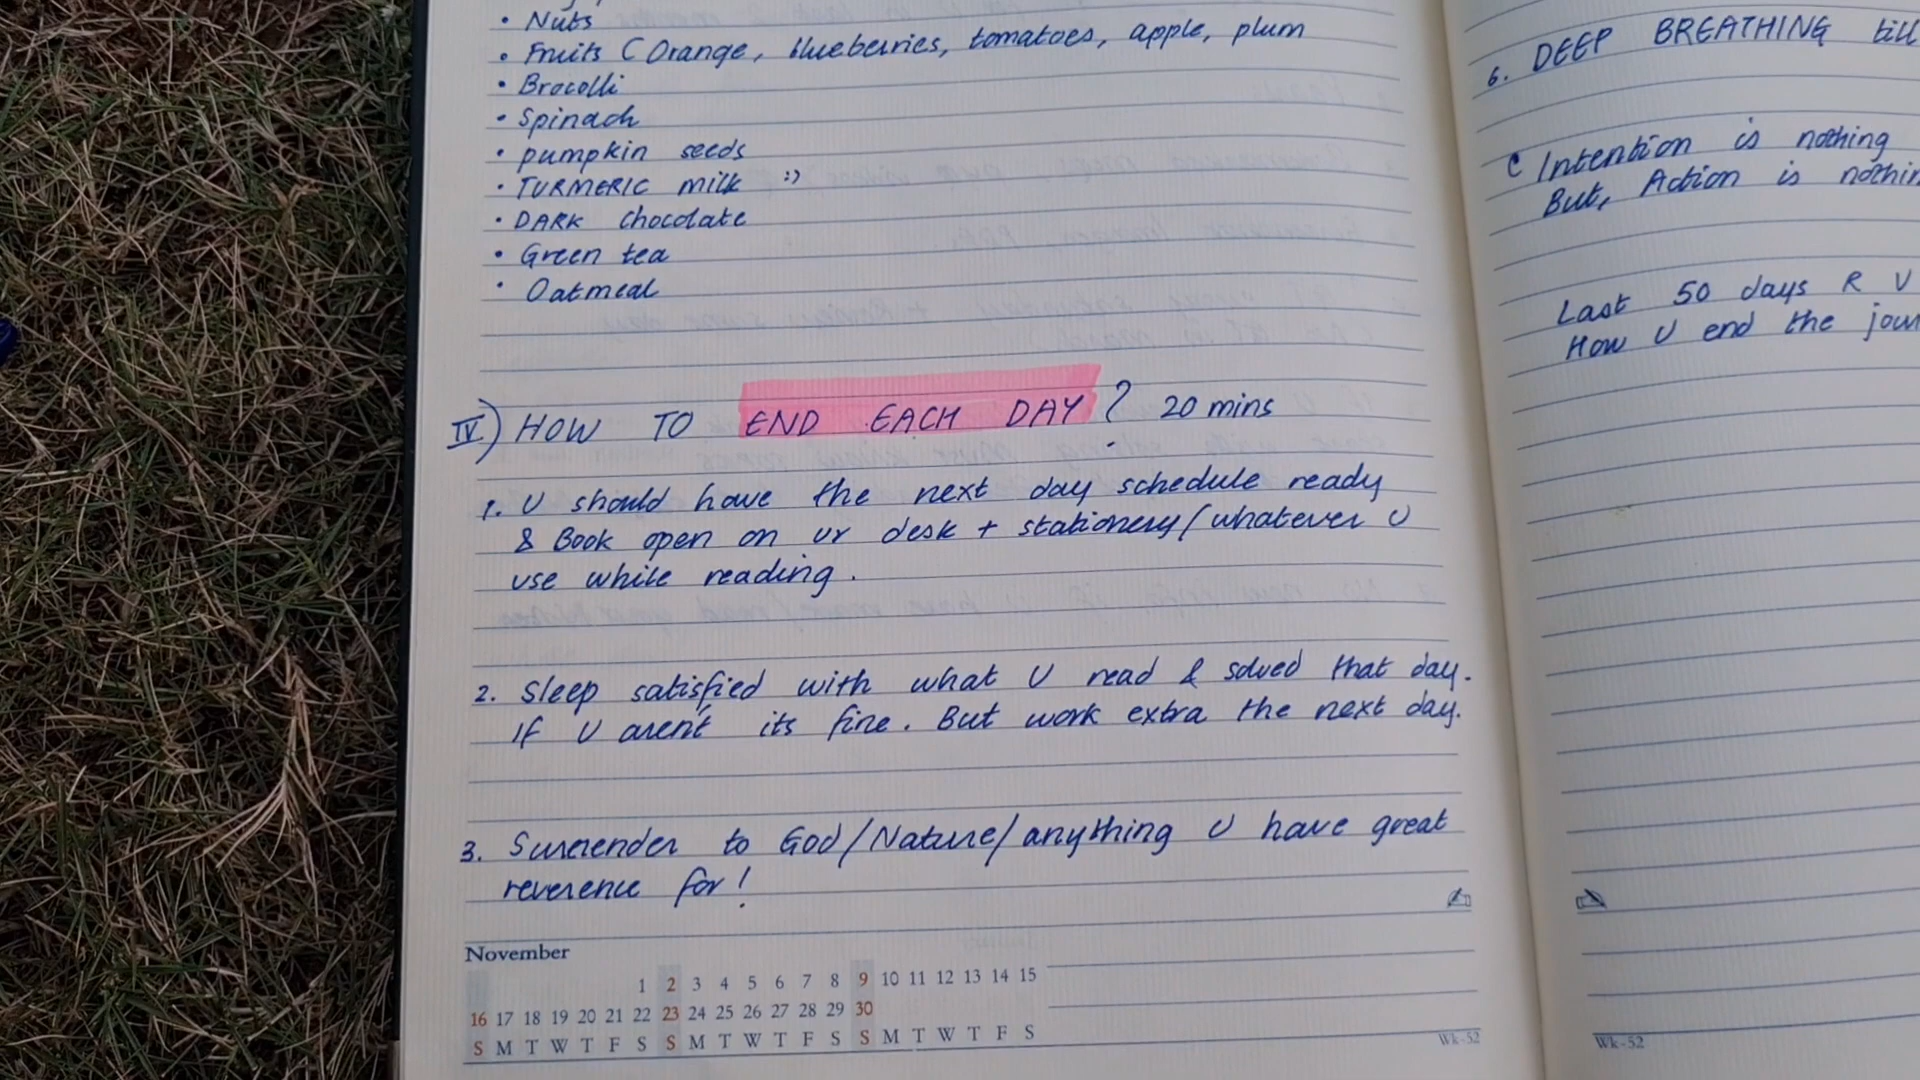 • Nuts
• Fruits ( Orange, blueberries, tomatoes, apple, plum
• Brocolli
• Spinach
• pumpkin seeds
• TURMERIC milk :)
• DARK chocolate
• Green tea
• Oatmeal
IV) HOW TO END EACH DAY ? 20 mins
1. U should have the next day schedule ready
& Book open on ur desk + stationery/whatever U
use while reading.
2. Sleep satisfied with what U read & solved that day.
If U aren't its fine. But work extra the next day.
3. Surrender to God/Nature/anything U have great
reverence for!
November
1 2 3 4 5 6 7 8 9 10 11 12 13 14 15
16 17 18 19 20 21 22 23 24 25 26 27 28 29 30
S M T W T F S S M T W T F S S M T W T F S
Wk-52
6. DEEP BREATHING till
Intention is nothing
But, Action is
Last 50 days R V
How U end the
Wk-52